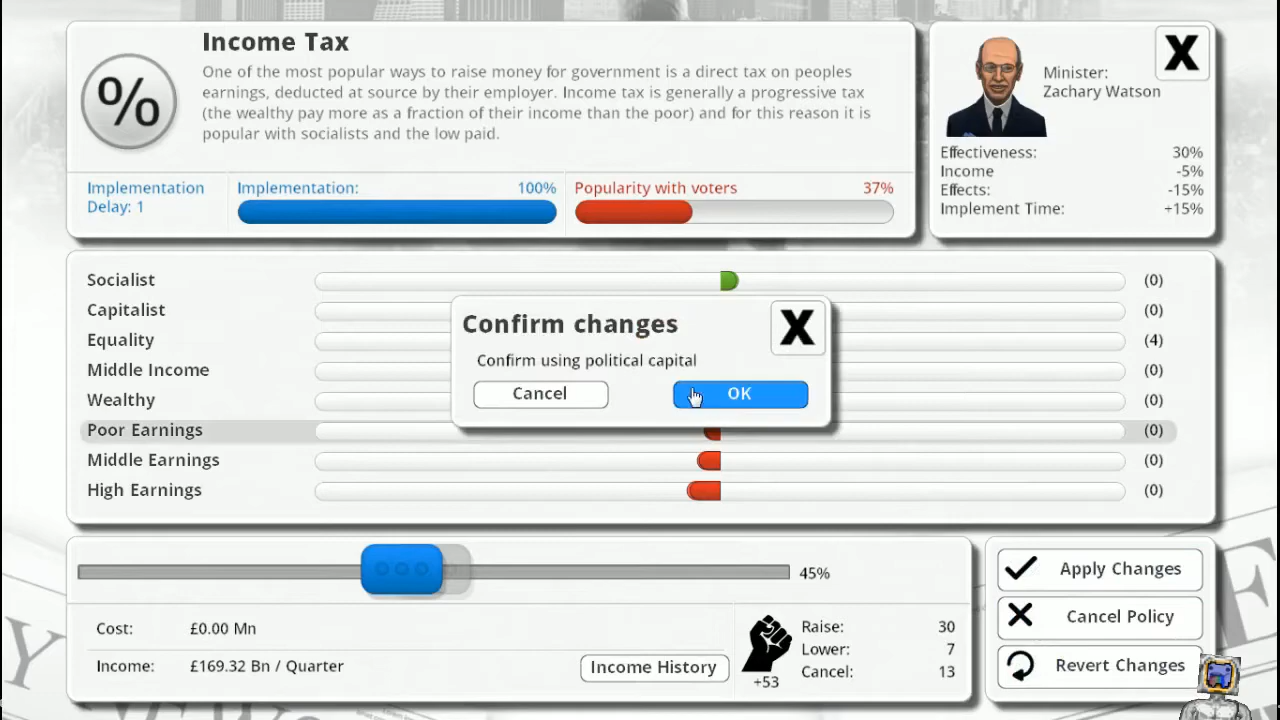 Income Tax
One of the most popular ways to raise money for government is a direct tax on peoples
earnings, deducted at source by their employer. Income tax is generally a progressive tax
(the wealthy pay more as a fraction of their income than the poor) and for this reason it is
popular with socialists and the low paid.
%
Implementation
Delay: 1
Implementation: 100%
Popularity with voters 37%
X
Minister:
Zachary Watson
Effectiveness: 30%
Income -5%
Effects: -15%
Implement Time: +15%
Socialist (0)
Capitalist (0)
Equality (4)
Middle Income (0)
Wealthy (0)
Poor Earnings (0)
Middle Earnings (0)
High Earnings (0)
Confirm changes X
Confirm using political capital
Cancel OK
45%
Cost: £0.00 Mn
Income: £169.32 Bn / Quarter
Income History
+53
Raise: 30
Lower: 7
Cancel: 13
Apply Changes
Cancel Policy
Revert Changes